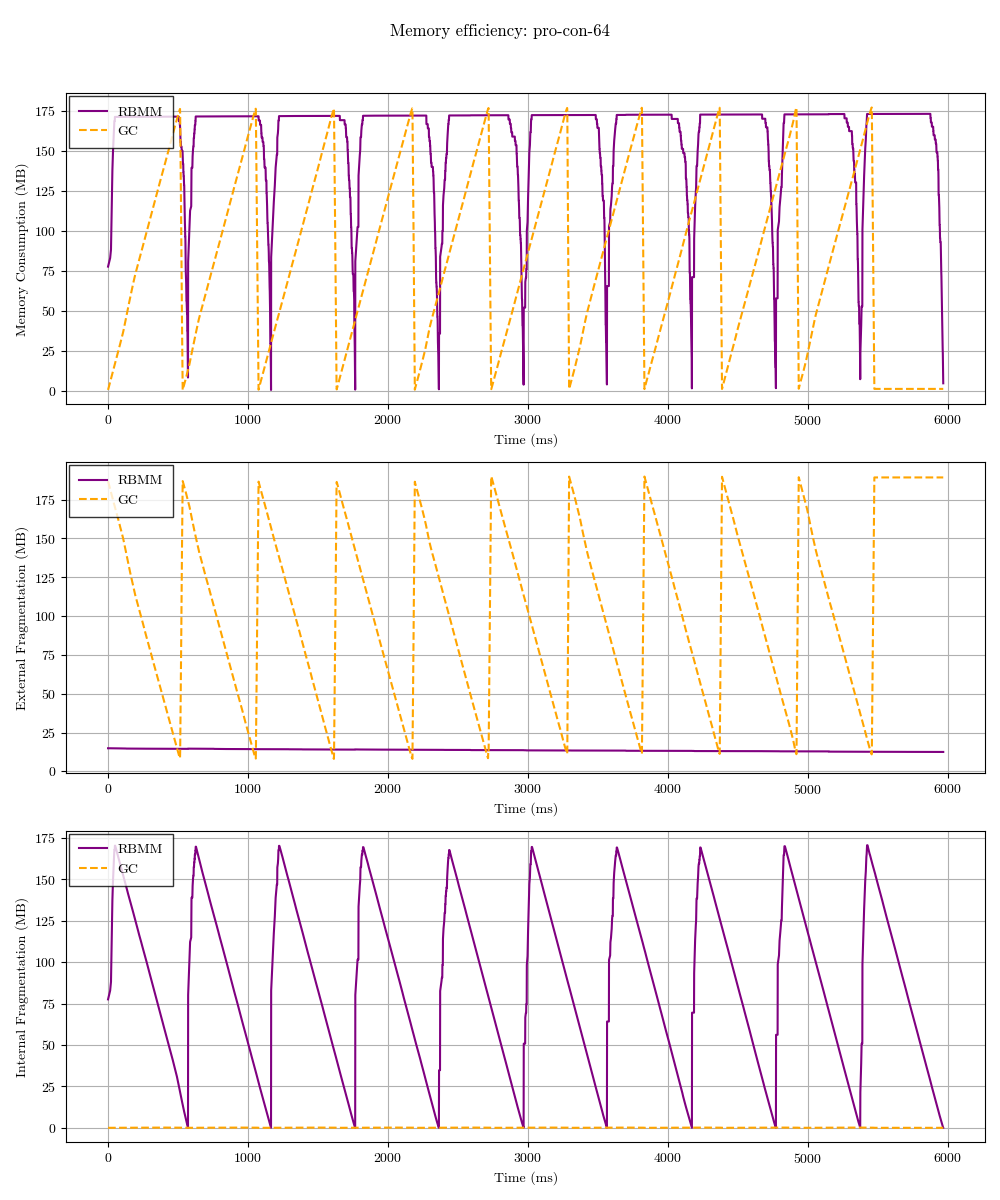 Memory efficiency: pro-con-64
Memory Consumption (MB)
175
150
125
100
75
50
25
0
RBMM
GC
0 1000 2000 3000 4000 5000 6000
Time (ms)
External Fragmentation (MB)
175
150
125
100
75
50
25
0
RBMM
GC
0 1000 2000 3000 4000 5000 6000
Time (ms)
Internal Fragmentation (MB)
175
150
125
100
75
50
25
0
RBMM
GC
0 1000 2000 3000 4000 5000 6000
Time (ms)